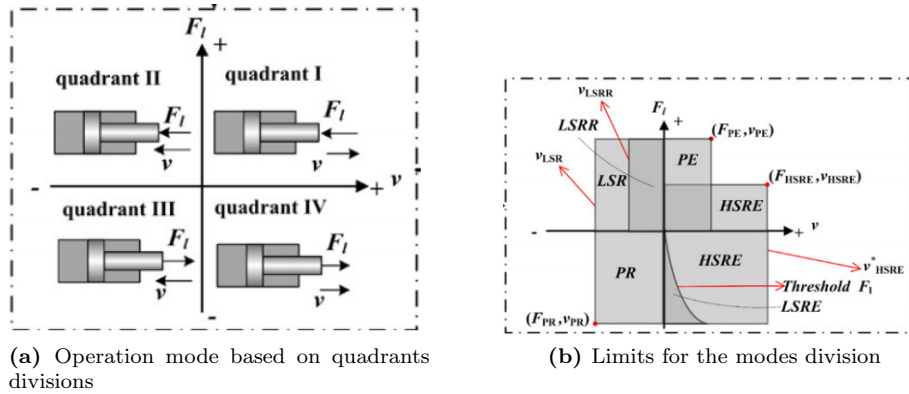 F_l
+
quadrant II
quadrant I
F_l
v
F_l
v
-
+ v
quadrant III
quadrant IV
F_l
v
F_l
v
-
(a) Operation mode based on quadrants
divisions
v_LSRR
F_l
+
LSRR
(F_PE,v_PE)
v_LSR
LSR
PE
(F_HSRE,v_HSRE)
HSRE
-
+ v
PR
HSRE
v*_HSRE
Threshold F_l
LSRE
(F_PR,v_PR)
(b) Limits for the modes division